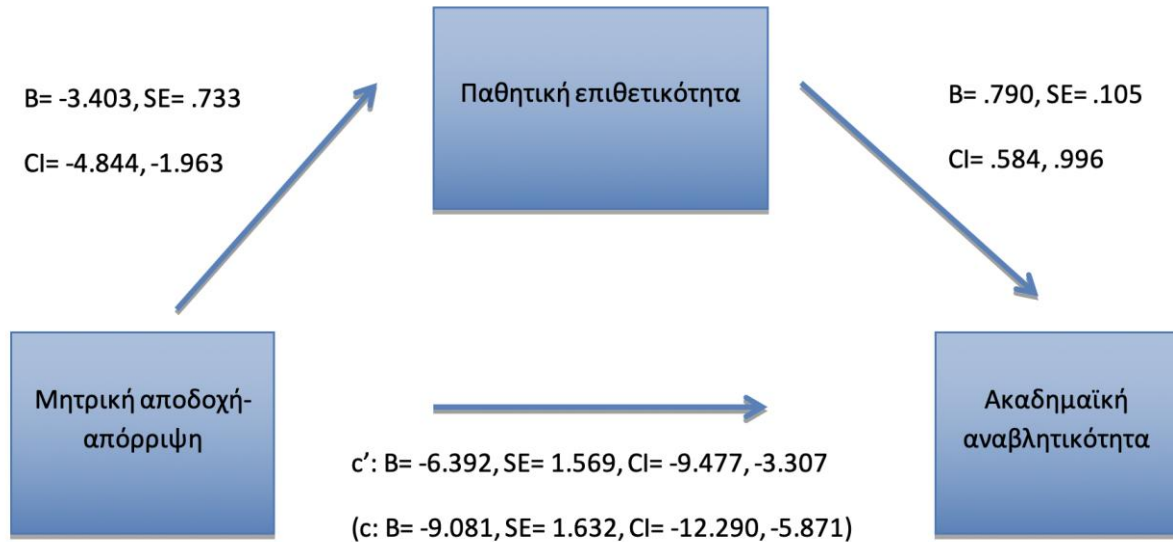 Παθητική επιθετικότητα
B= -3.403, SE= .733
CI= -4.844, -1.963
B= .790, SE= .105
CI= .584, .996
Μητρική αποδοχή-
απόρριψη
Ακαδημαϊκή
αναβλητικότητα
c’: B= -6.392, SE= 1.569, CI= -9.477, -3.307
(c: B= -9.081, SE= 1.632, CI= -12.290, -5.871)